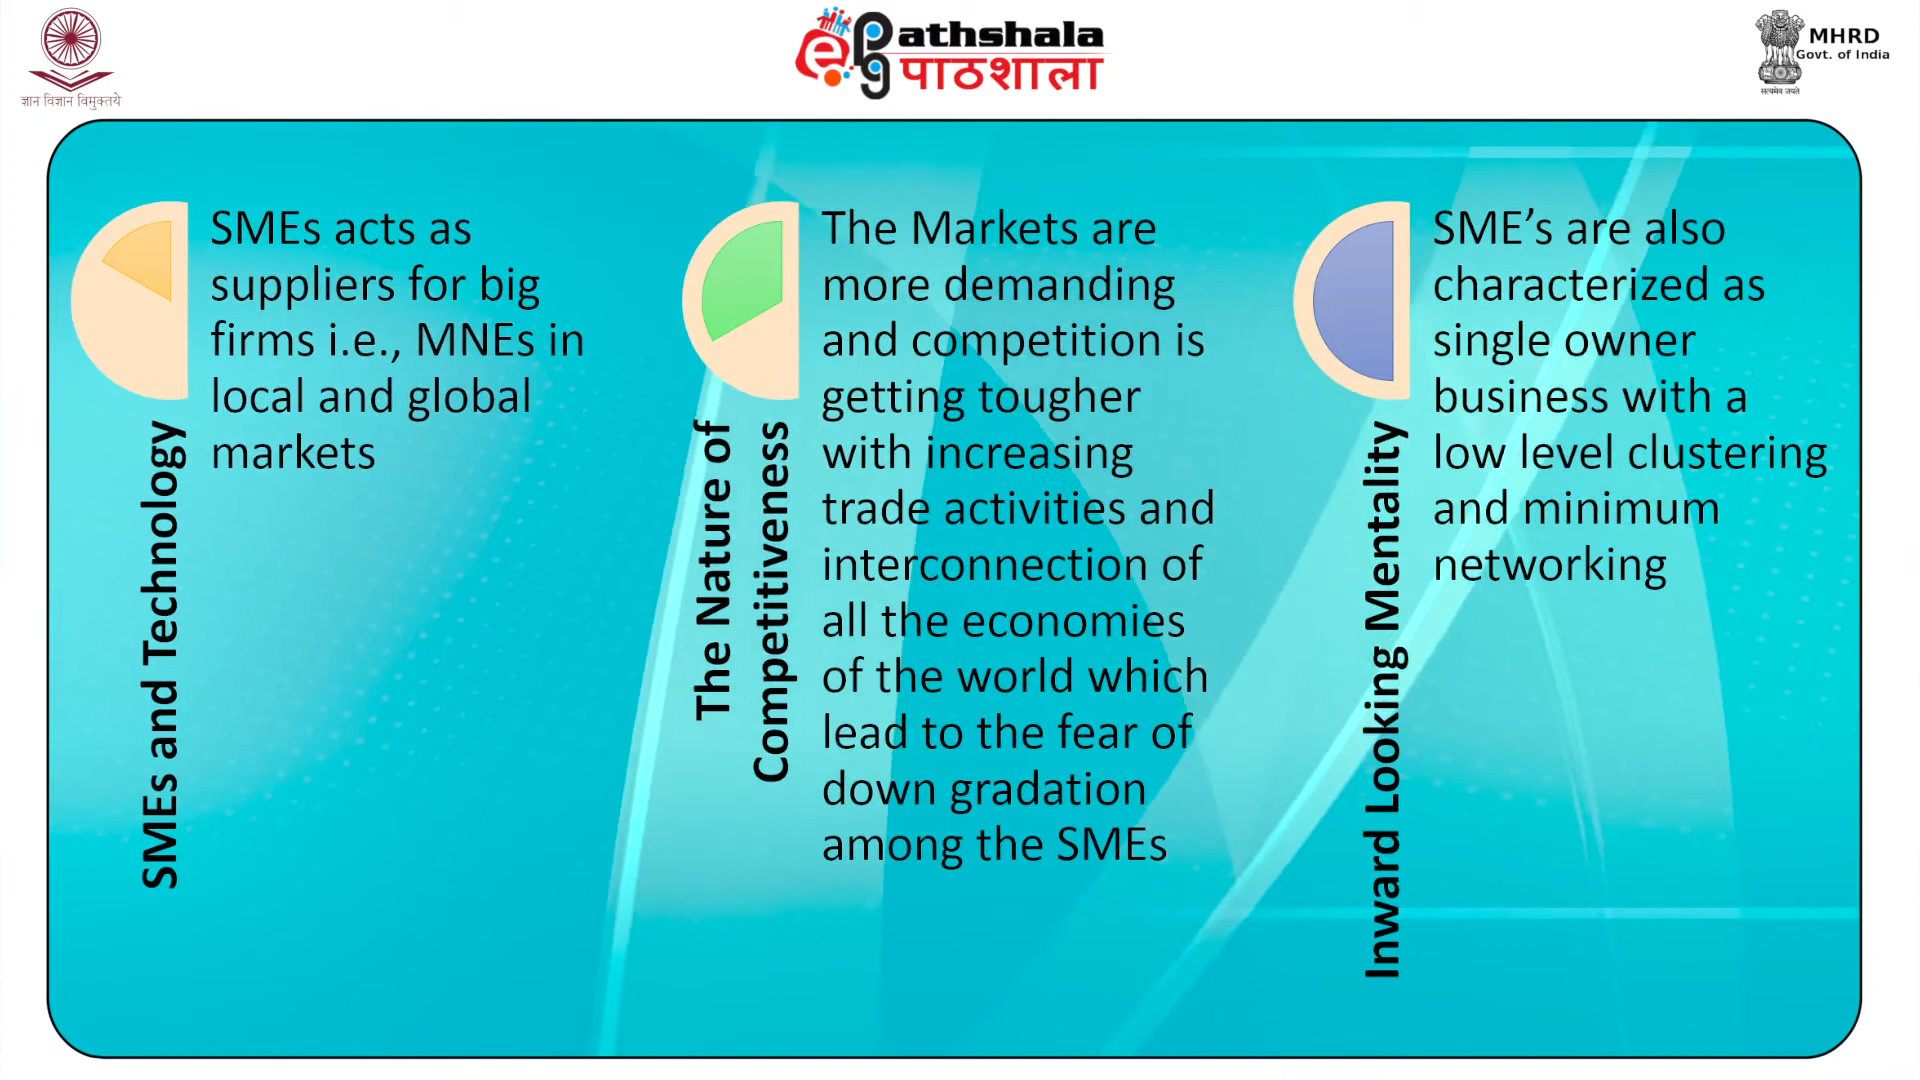 ज्ञान विज्ञान विमुक्तये
ePathshala
पाठशाला
MHRD
Govt. of India
सत्यमेव जयते
SMEs and Technology
SMEs acts as
suppliers for big
firms i.e., MNEs in
local and global
markets
The Nature of
Competitiveness
The Markets are
more demanding
and competition is
getting tougher
with increasing
trade activities and
interconnection of
all the economies
of the world which
lead to the fear of
down gradation
among the SMEs
Inward Looking Mentality
SME’s are also
characterized as
single owner
business with a
low level clustering
and minimum
networking